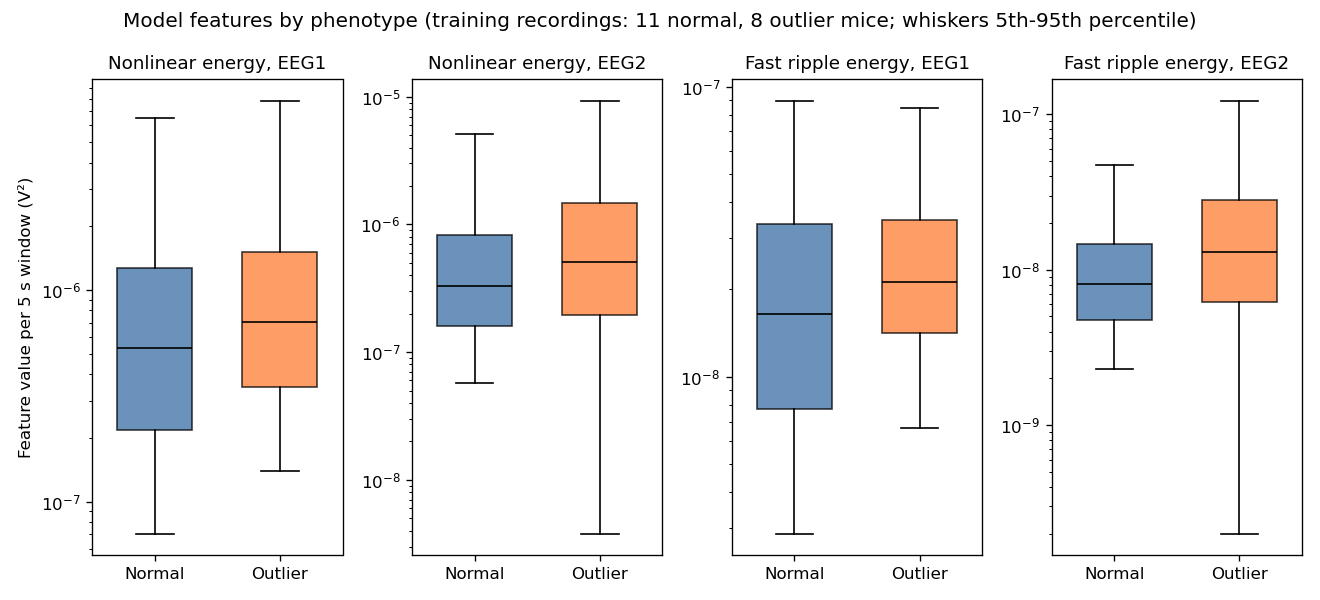 Model features by phenotype (training recordings: 11 normal, 8 outlier mice; whiskers 5th-95th percentile)
Nonlinear energy, EEG1
Nonlinear energy, EEG2
Fast ripple energy, EEG1
Fast ripple energy, EEG2
Feature value per 5 s window (V²)
10⁻⁶
10⁻⁷
Normal
Outlier
10⁻⁵
10⁻⁶
10⁻⁷
10⁻⁸
Normal
Outlier
10⁻⁷
10⁻⁸
Normal
Outlier
10⁻⁷
10⁻⁸
10⁻⁹
Normal
Outlier